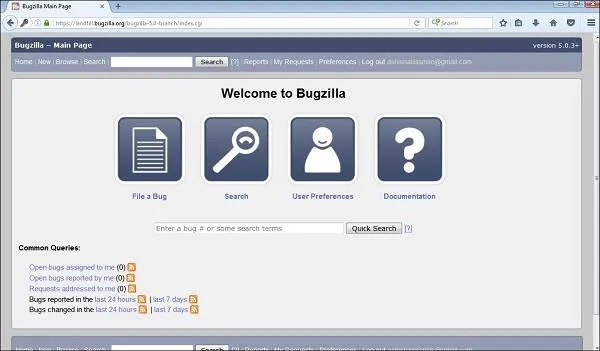 Bugzilla Main Page
https://landfill.bugzilla.org/bugzilla-5.0-branch/index.cgi
Search
Bugzilla – Main Page
version 5.0.3+
Home | New | Browse | Search | Search [?] | Reports | My Requests | Preferences | Log out
Welcome to Bugzilla
File a Bug
Search
User Preferences
Documentation
Enter a bug # or some search terms
Quick Search
[?]
Common Queries:
Open bugs assigned to me (0)
Open bugs reported by me (0)
Requests addressed to me (0)
Bugs reported in the last 24 hours | last 7 days
Bugs changed in the last 24 hours | last 7 days
Home | New | Browse | Search | Search [?] | Reports | My Requests | Preferences | Log out